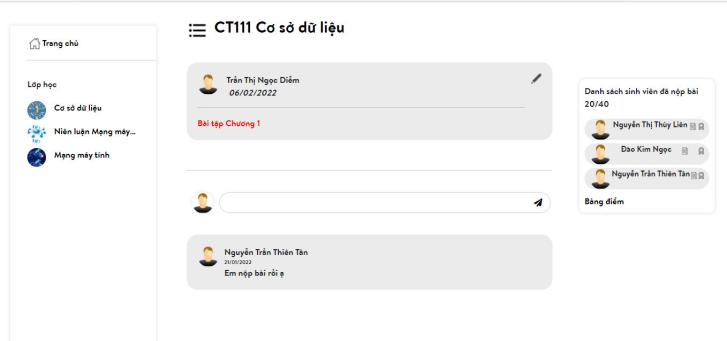 CT111 Cơ sở dữ liệu
Trang chủ
Lớp học
Cơ sở dữ liệu
Niên luận Mạng máy...
Mạng máy tính
Trần Thị Ngọc Diễm
06/02/2022
Bài tập Chương 1
Nguyễn Trần Thiên Tân
21/01/2022
Em nộp bài rồi ạ
Danh sách sinh viên đã nộp bài
20/40
Nguyễn Thị Thùy Liên
Đào Kim Ngọc
Nguyễn Trần Thiên Tân
Bảng điểm